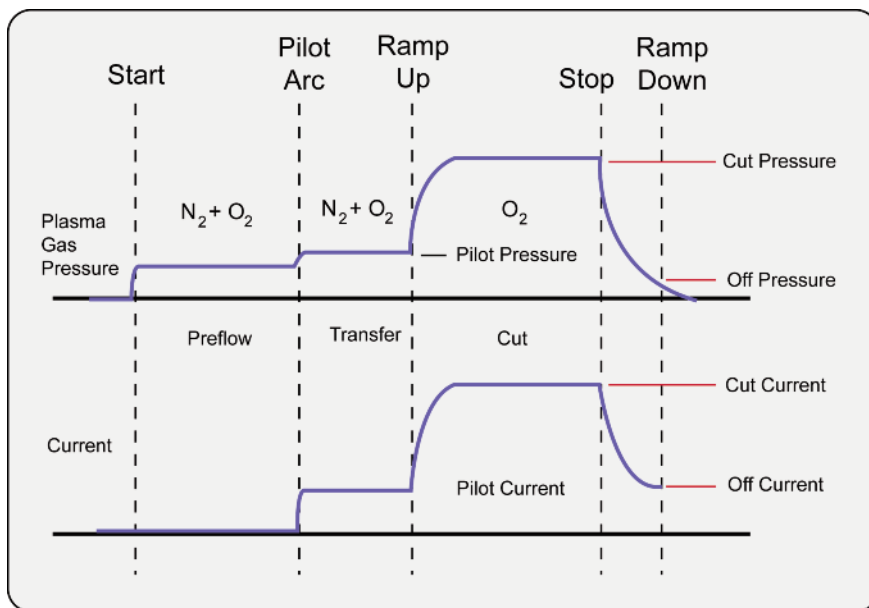 Start
Pilot
Arc
Ramp
Up
Stop
Ramp
Down
Cut Pressure
N₂ + O₂
N₂ + O₂
O₂
Plasma
Gas
Pressure
Pilot Pressure
Off Pressure
Preflow
Transfer
Cut
Cut Current
Current
Pilot Current
Off Current